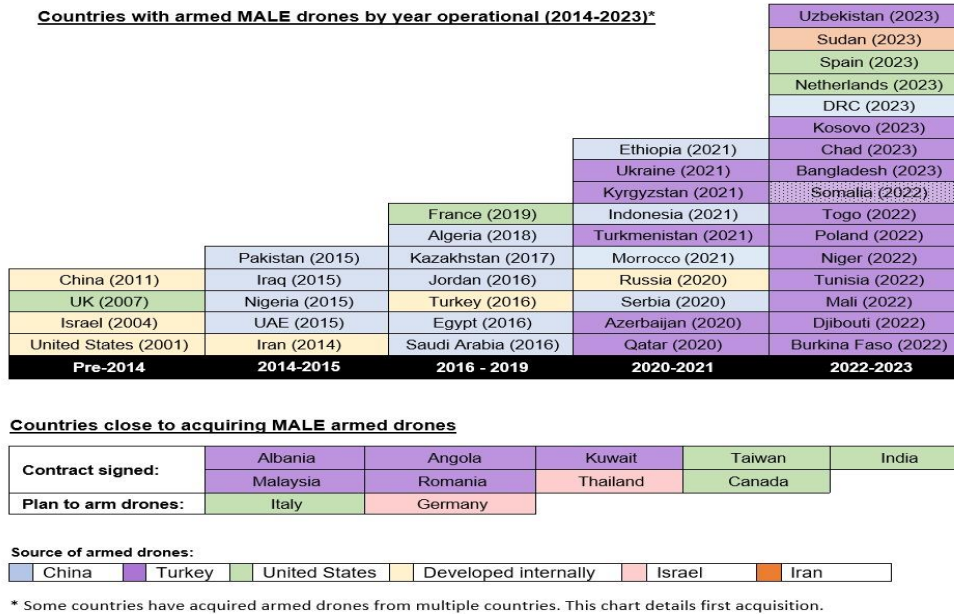 Countries with armed MALE drones by year operational (2014-2023)*
Uzbekistan (2023)
Sudan (2023)
Spain (2023)
Netherlands (2023)
DRC (2023)
Kosovo (2023)
Ethiopia (2021) Chad (2023)
Ukraine (2021) Bangladesh (2023)
Kyrgyzstan (2021) Somalia (2022)
France (2019) Indonesia (2021) Togo (2022)
Algeria (2018) Turkmenistan (2021) Poland (2022)
Pakistan (2015) Kazakhstan (2017) Morrocco (2021) Niger (2022)
China (2011) Iraq (2015) Jordan (2016) Russia (2020) Tunisia (2022)
UK (2007) Nigeria (2015) Turkey (2016) Serbia (2020) Mali (2022)
Israel (2004) UAE (2015) Egypt (2016) Azerbaijan (2020) Djibouti (2022)
United States (2001) Iran (2014) Saudi Arabia (2016) Qatar (2020) Burkina Faso (2022)
Pre-2014 2014-2015 2016 - 2019 2020-2021 2022-2023
Countries close to acquiring MALE armed drones
Contract signed: Albania Angola Kuwait Taiwan India
Malaysia Romania Thailand Canada
Plan to arm drones: Italy Germany
Source of armed drones:
China Turkey United States Developed internally Israel Iran
* Some countries have acquired armed drones from multiple countries. This chart details first acquisition.